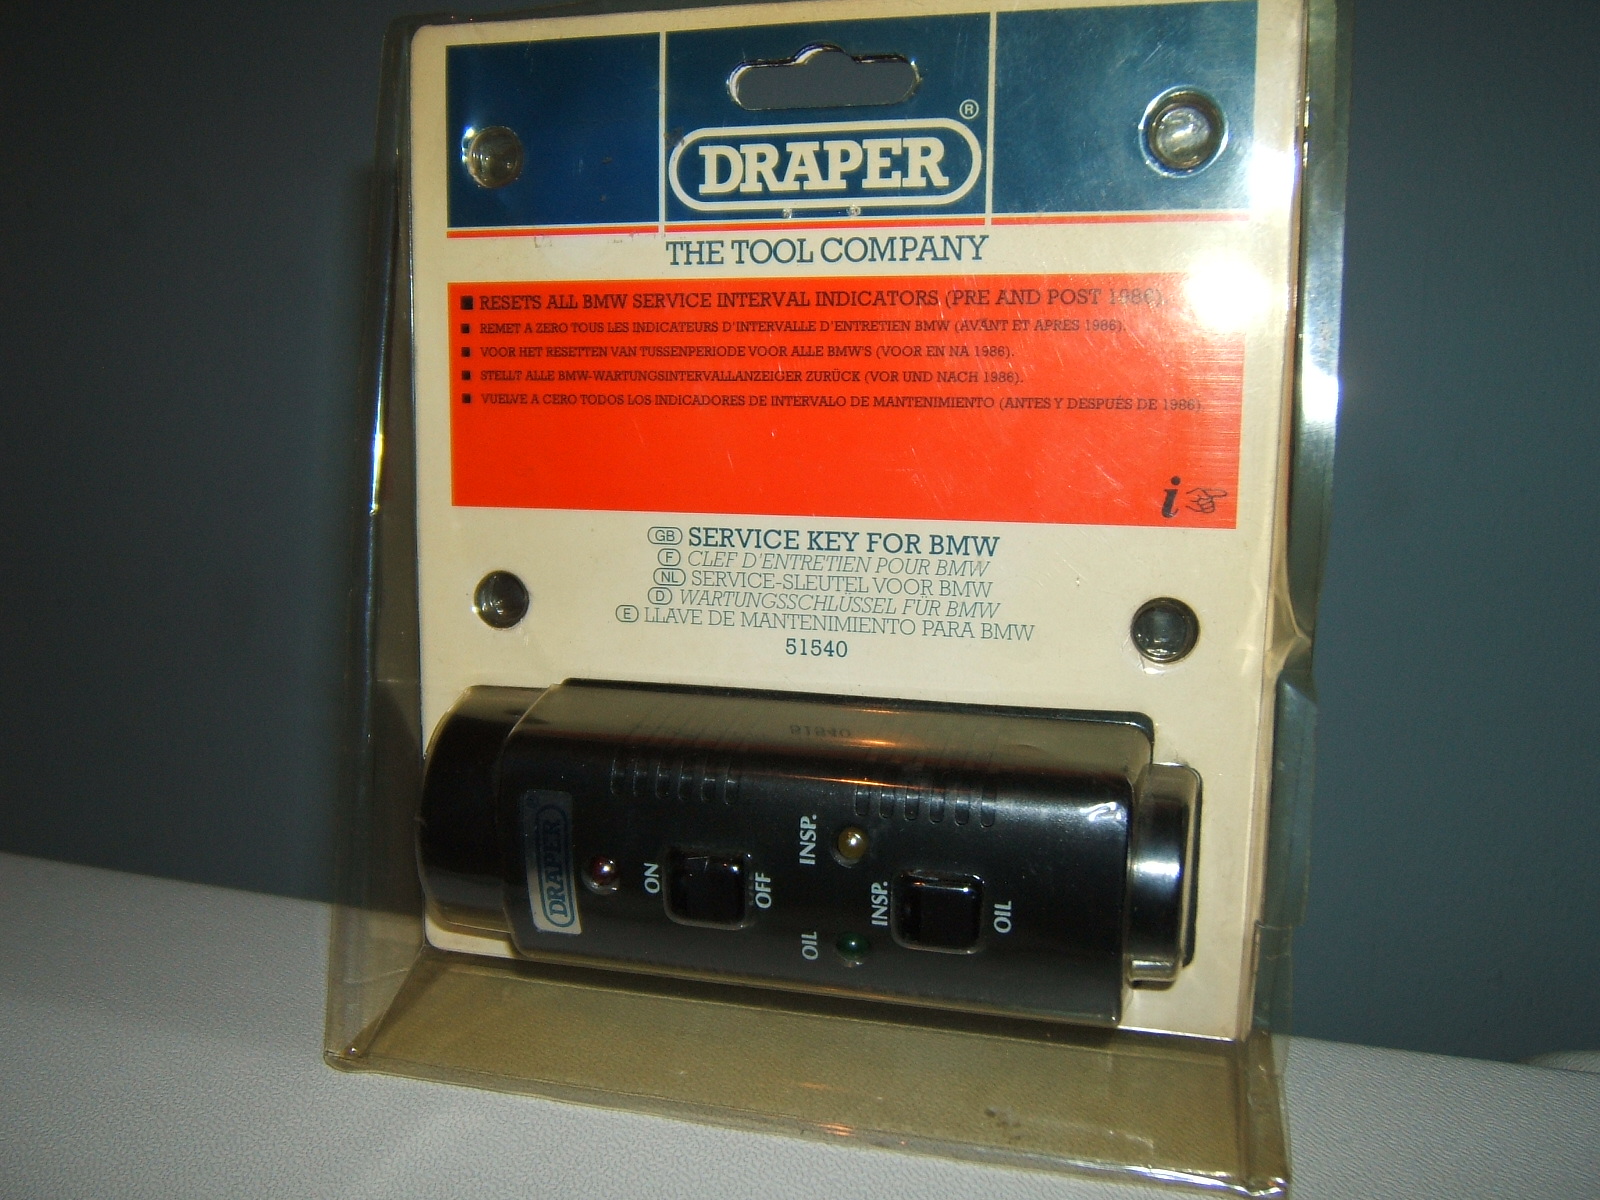 DRAPER ®
THE TOOL COMPANY
■ RESETS ALL BMW SERVICE INTERVAL INDICATORS (PRE AND POST 1986).
■ REMET A ZERO TOUS LES INDICATEURS D'INTERVALLE D'ENTRETIEN BMW (AVANT ET APRES 1986).
■ VOOR HET RESETTEN VAN TUSSENPERIODE VOOR ALLE BMW'S (VOOR EN NA 1986).
■ STELLT ALLE BMW-WARTUNGSINTERVALLANZEIGER ZURÜCK (VOR UND NACH 1986).
■ VUELVE A CERO TODOS LOS INDICADORES DE INTERVALO DE MANTENIMIENTO (ANTES Y DESPUÉS DE 1986).
i
GB SERVICE KEY FOR BMW
F CLEF D'ENTRETIEN POUR BMW
NL SERVICE-SLEUTEL VOOR BMW
D WARTUNGSSCHLÜSSEL FÜR BMW
E LLAVE DE MANTENIMIENTO PARA BMW
51540
51540
DRAPER ®
ON
OFF
INSP.
OIL
INSP.
OIL